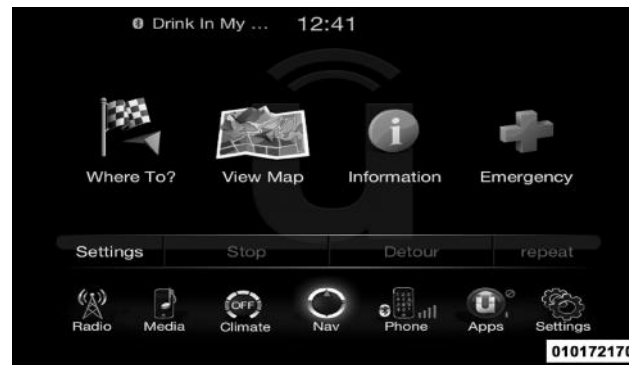 Drink In My ... 12:41
Where To? View Map Information Emergency
Settings Stop Detour repeat
OFF
Radio Media Climate Nav Phone Apps Settings
010172170